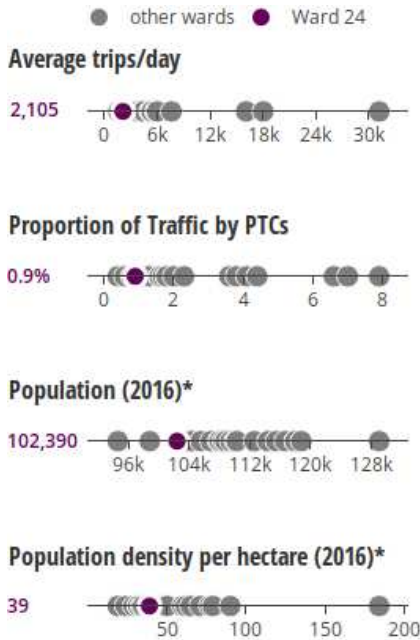 other wards Ward 24
Average trips/day
2,105
0 6k 12k 18k 24k 30k
Proportion of Traffic by PTCs
0.9%
0 2 4 6 8
Population (2016)*
102,390
96k 104k 112k 120k 128k
Population density per hectare (2016)*
39
50 100 150 200